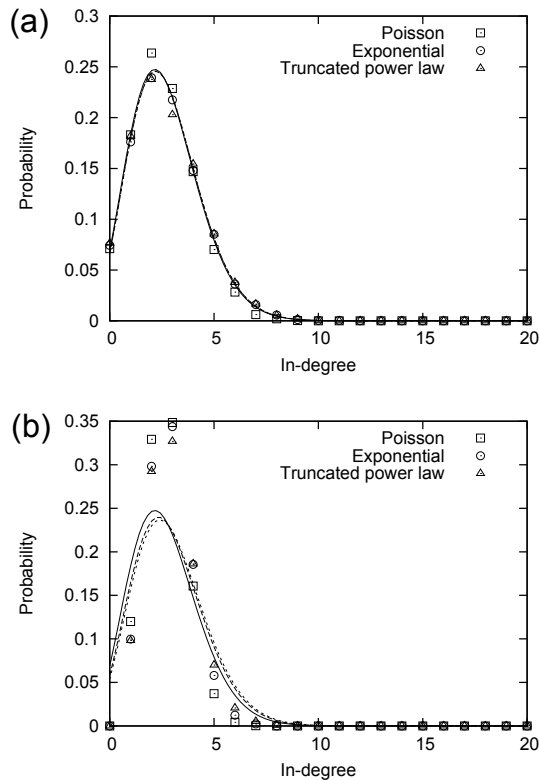 (a)
0.3
0.25
0.2
0.15
0.1
0.05
0
Probability
Poisson
Exponential
Truncated power law
0 5 10 15 20
In-degree
(b)
0.35
0.3
0.25
0.2
0.15
0.1
0.05
0
Probability
Poisson
Exponential
Truncated power law
0 5 10 15 20
In-degree